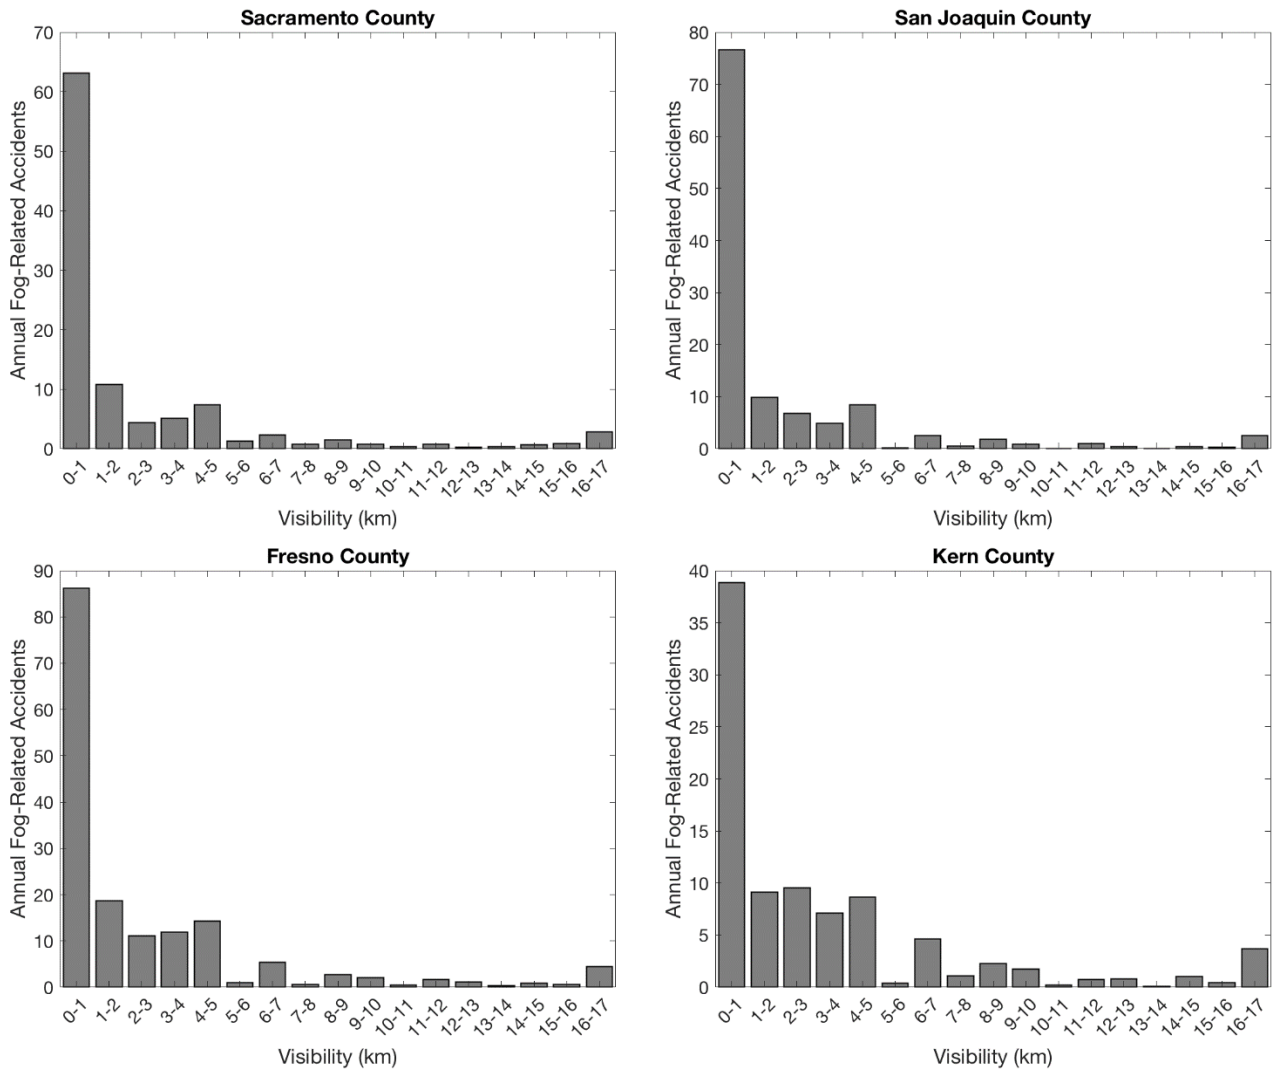 Sacramento County
70
60
50
40
30
20
10
0
Annual Fog-Related Accidents
0-1 1-2 2-3 3-4 4-5 5-6 6-7 7-8 8-9 9-10 10-11 11-12 12-13 13-14 14-15 15-16 16-17
Visibility (km)
San Joaquin County
80
70
60
50
40
30
20
10
0
Annual Fog-Related Accidents
0-1 1-2 2-3 3-4 4-5 5-6 6-7 7-8 8-9 9-10 10-11 11-12 12-13 13-14 14-15 15-16 16-17
Visibility (km)
Fresno County
90
80
70
60
50
40
30
20
10
0
Annual Fog-Related Accidents
0-1 1-2 2-3 3-4 4-5 5-6 6-7 7-8 8-9 9-10 10-11 11-12 12-13 13-14 14-15 15-16 16-17
Visibility (km)
Kern County
40
35
30
25
20
15
10
5
0
Annual Fog-Related Accidents
0-1 1-2 2-3 3-4 4-5 5-6 6-7 7-8 8-9 9-10 10-11 11-12 12-13 13-14 14-15 15-16 16-17
Visibility (km)